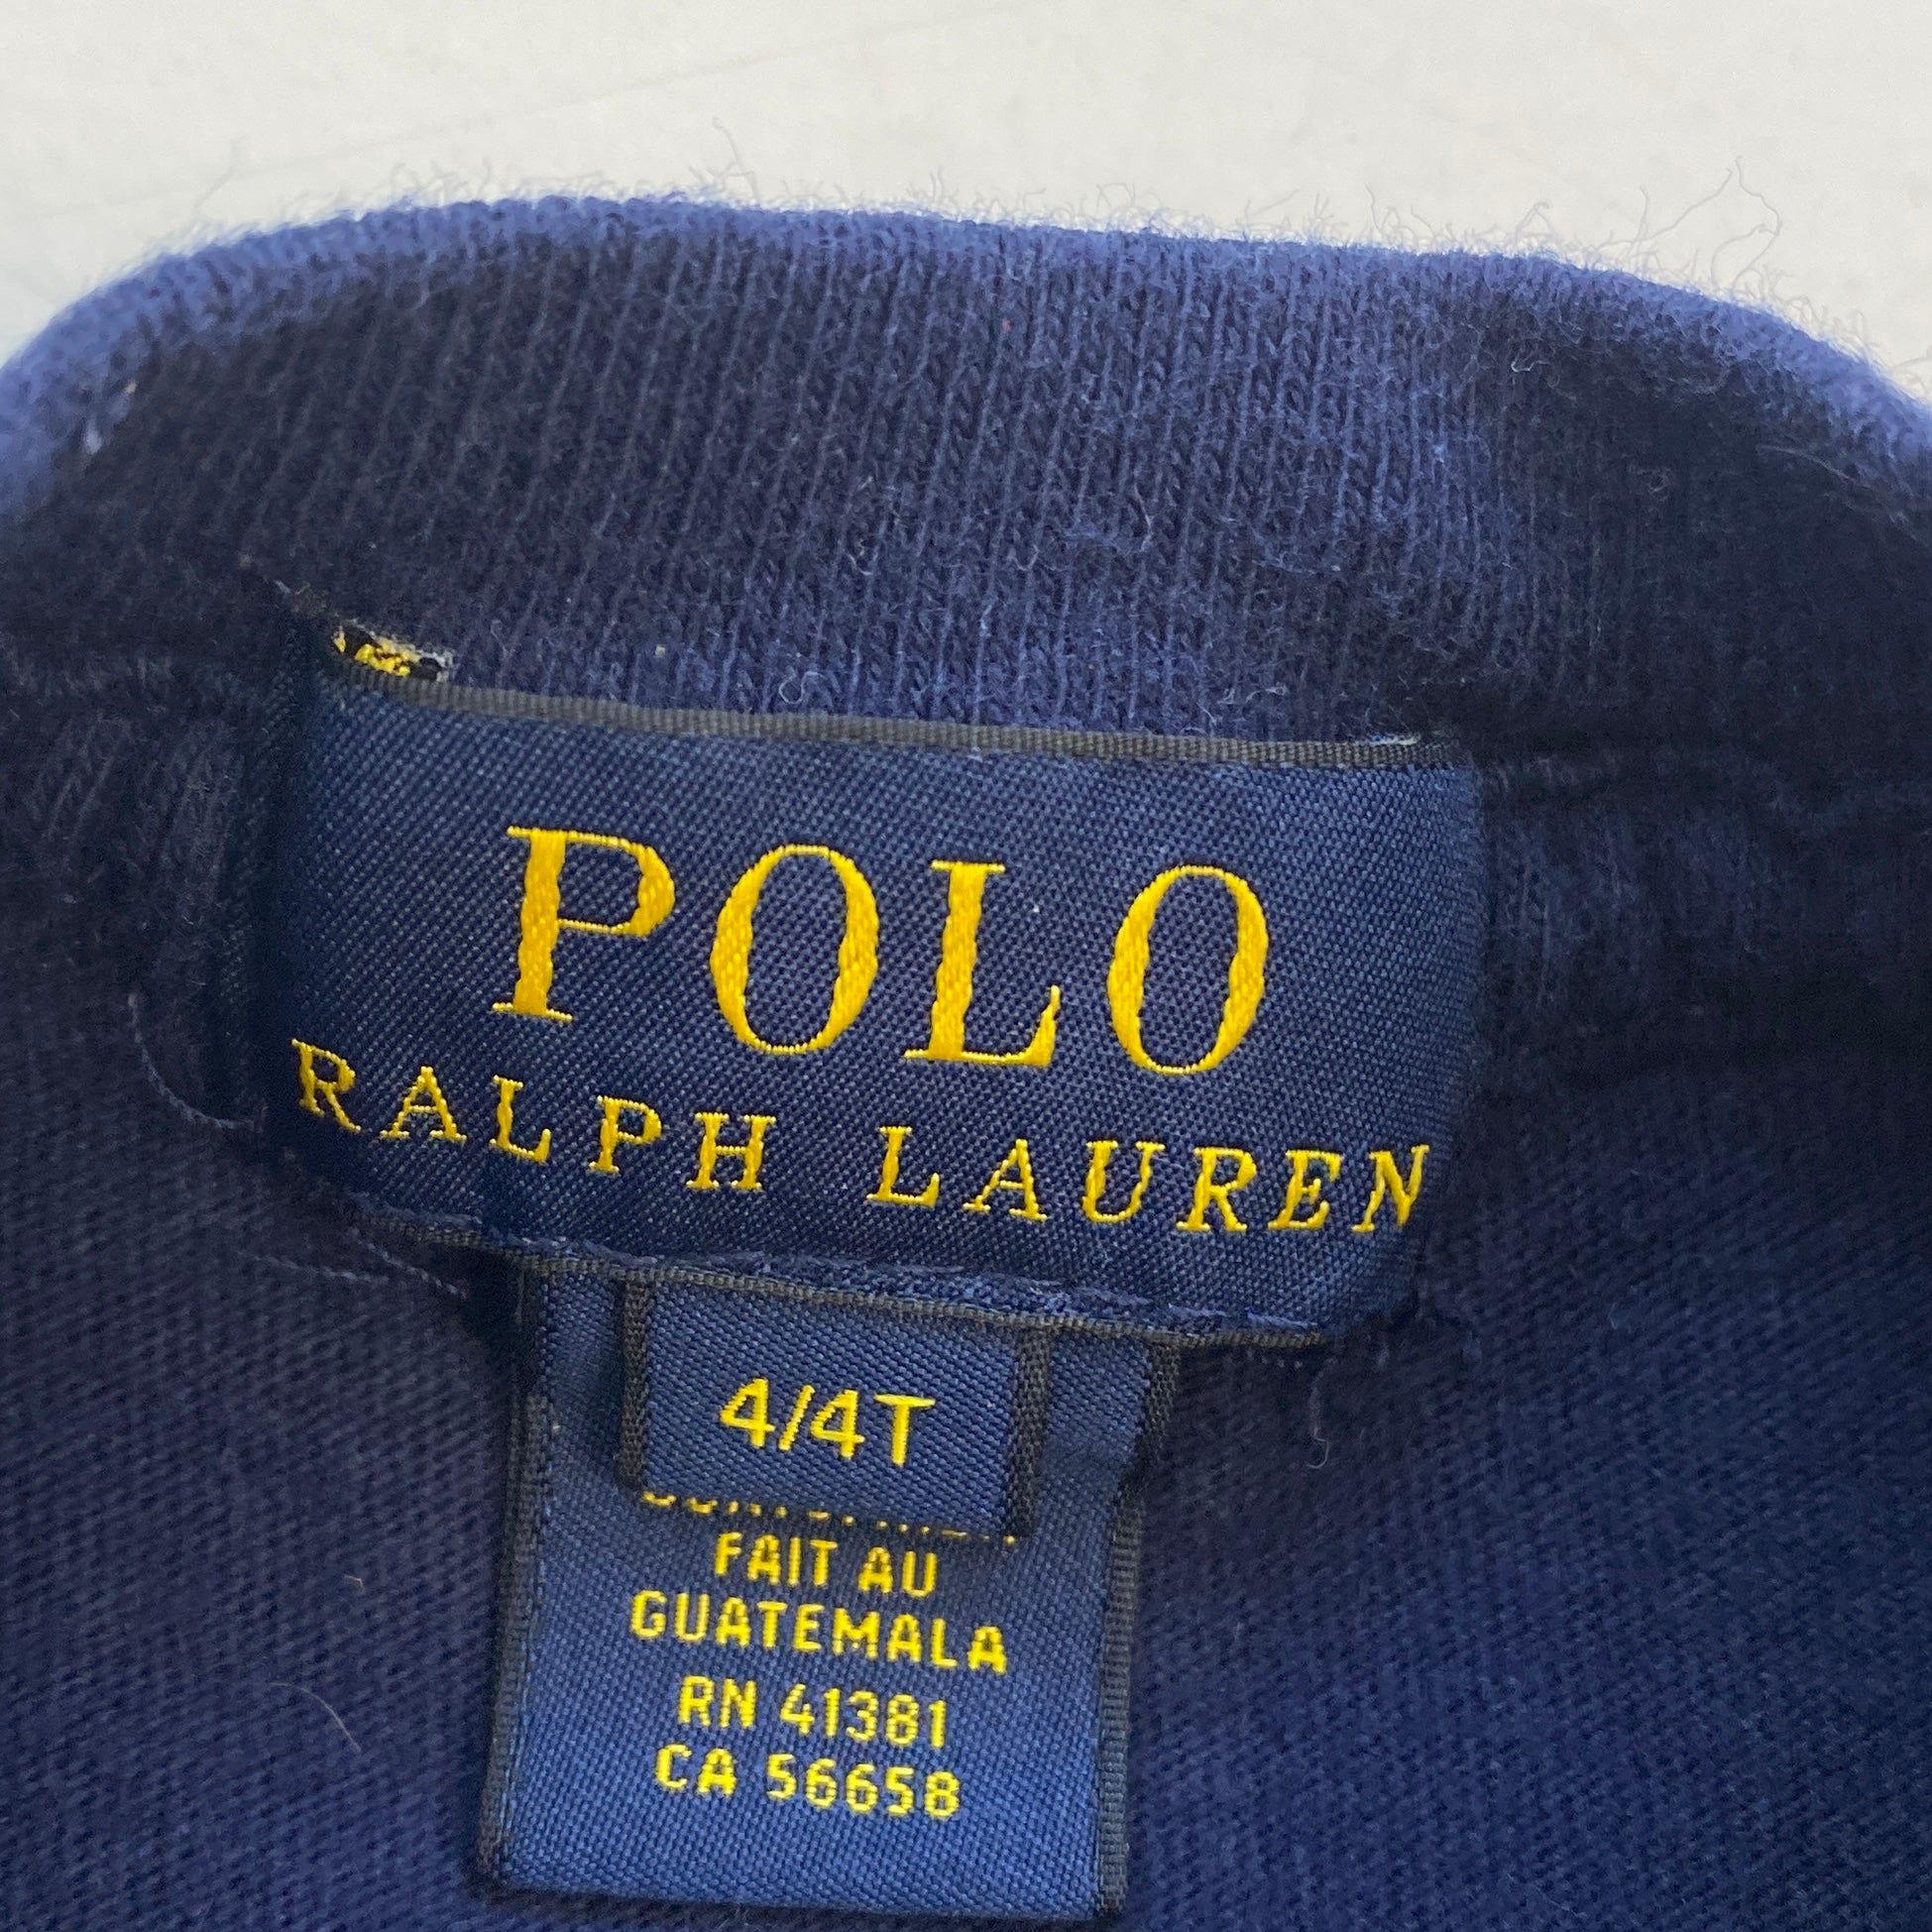 POLO
RALPH LAUREN
4/4T
FAIT AU
GUATEMALA
RN 41381
CA 56658